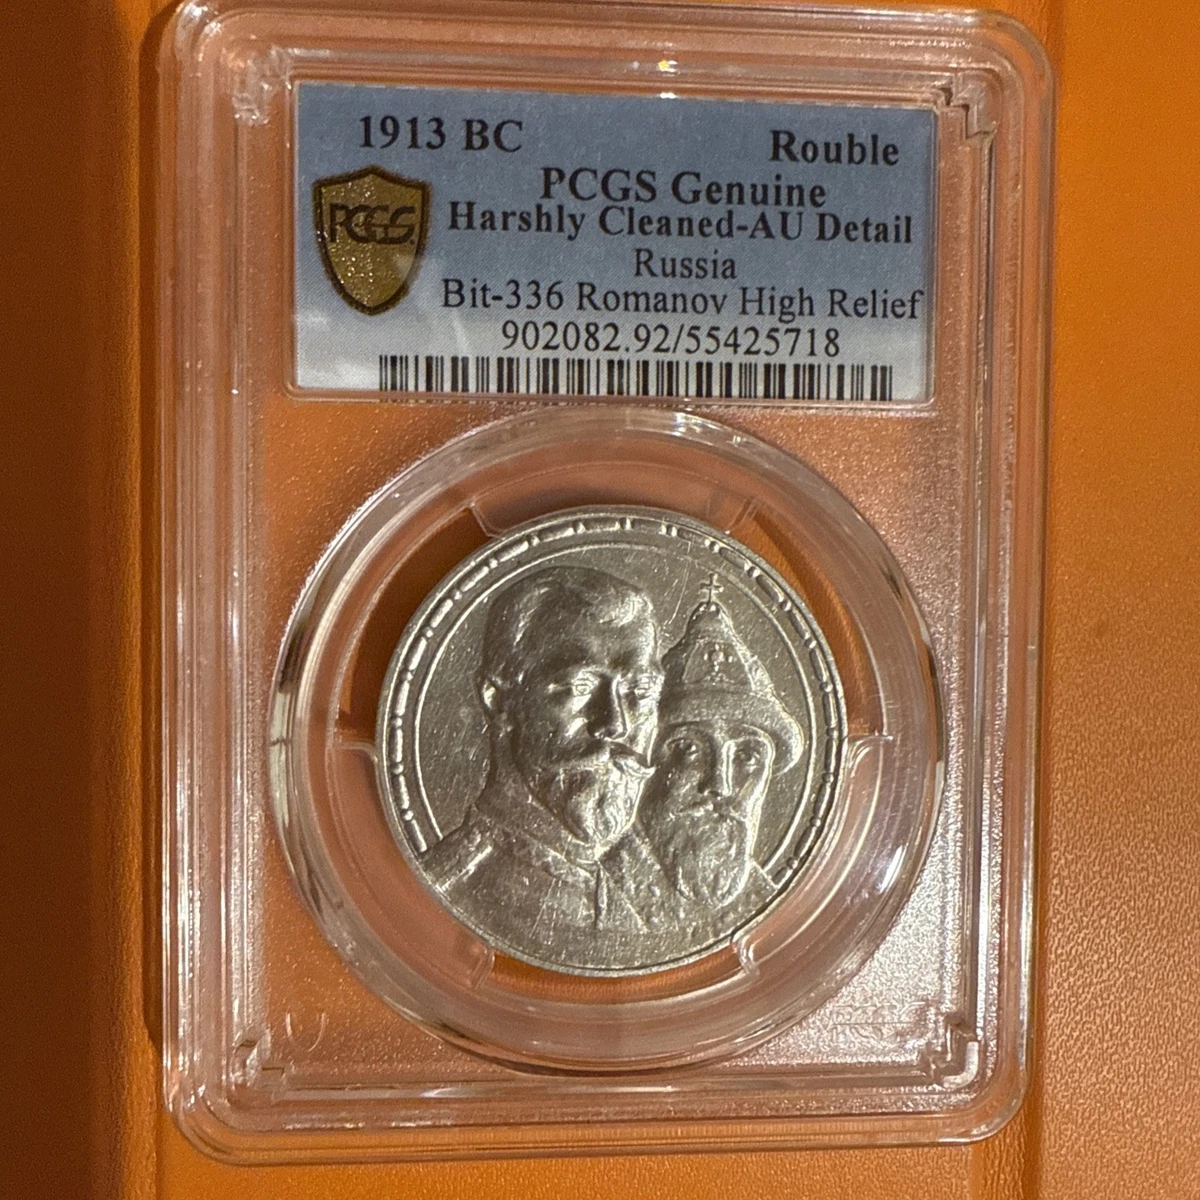 1913 BC Rouble
PCGS Genuine
PCGS
Harshly Cleaned-AU Detail
Russia
Bit-336 Romanov High Relief
902082.92/55425718